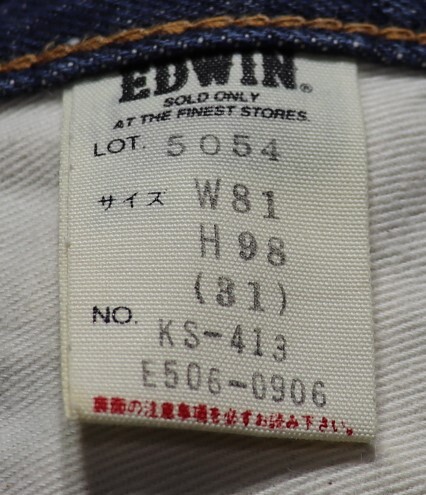 EDWIN®
SOLD ONLY
AT THE FINEST STORES.
LOT. 5054
サイズ W81
H98
(31)
NO. KS-413
E506-0906
裏面の注意事項を必ずお読み下さい。